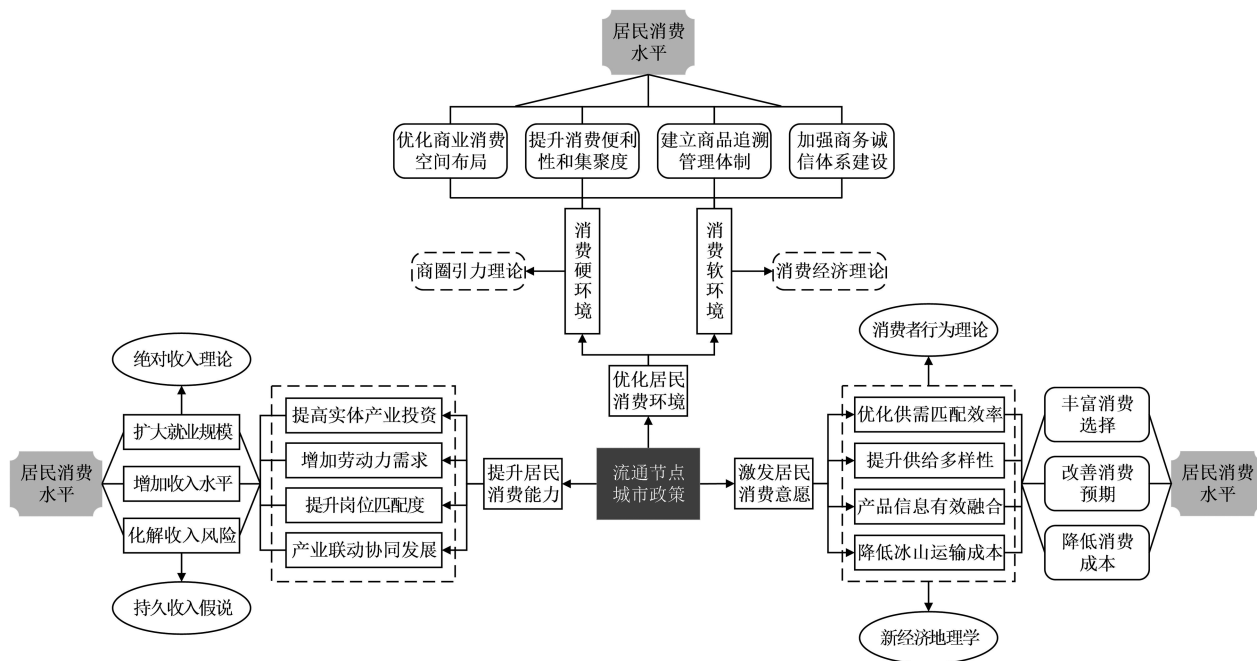 居民消费
水平
优化商业消费
空间布局
提升消费便利
性和集聚度
建立商品追溯
管理体制
加强商务诚
信体系建设
消费硬环境
消费软环境
商圈引力理论
消费经济理论
优化居民
消费环境
流通节点
城市政策
提升居民
消费能力
提高实体产业投资
增加劳动力需求
提升岗位匹配度
产业联动协同发展
绝对收入理论
扩大就业规模
增加收入水平
化解收入风险
持久收入假说
居民消费
水平
激发居民
消费意愿
消费者行为理论
优化供需匹配效率
提升供给多样性
产品信息有效融合
降低冰山运输成本
新经济地理学
丰富消费
选择
改善消费
预期
降低消费
成本
居民消费
水平